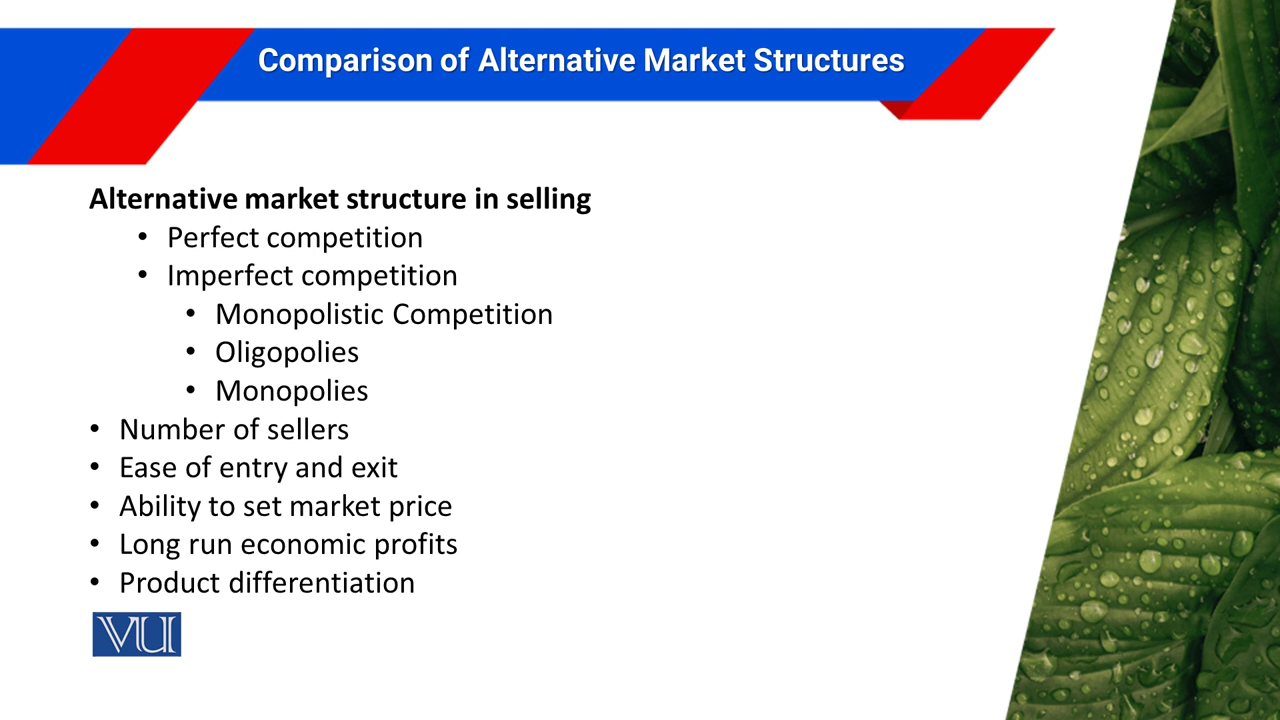 Comparison of Alternative Market Structures
Alternative market structure in selling
• Perfect competition
• Imperfect competition
• Monopolistic Competition
• Oligopolies
• Monopolies
• Number of sellers
• Ease of entry and exit
• Ability to set market price
• Long run economic profits
• Product differentiation
VU